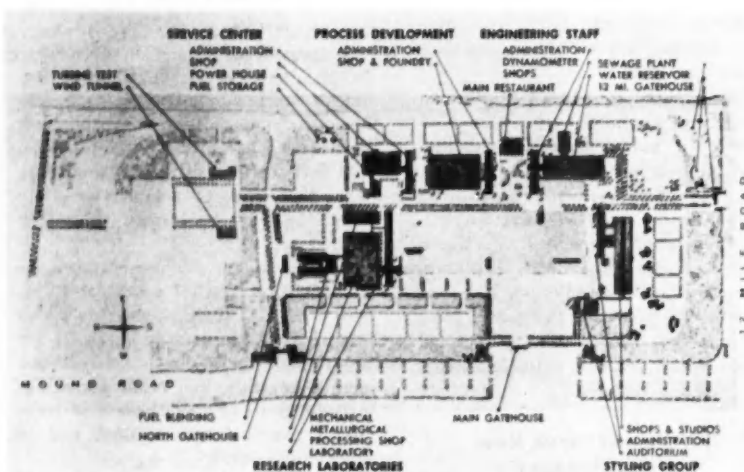 SERVICE CENTER
ADMINISTRATION
SHOP
POWER HOUSE
FUEL STORAGE
PROCESS DEVELOPMENT
ADMINISTRATION
SHOP & FOUNDRY
ENGINEERING STAFF
ADMINISTRATION
DYNAMOMETER
SHOPS
MAIN RESTAURANT
SEWAGE PLANT
WATER RESERVOIR
12 MI. GATEHOUSE
TURBINE TEST
WIND TUNNEL
MOUND ROAD
FUEL BLENDING
NORTH GATEHOUSE
MECHANICAL
METALLURGICAL
PROCESSING SHOP
LABORATORY
RESEARCH LABORATORIES
MAIN GATEHOUSE
SHOPS & STUDIOS
ADMINISTRATION
AUDITORIUM
STYLING GROUP